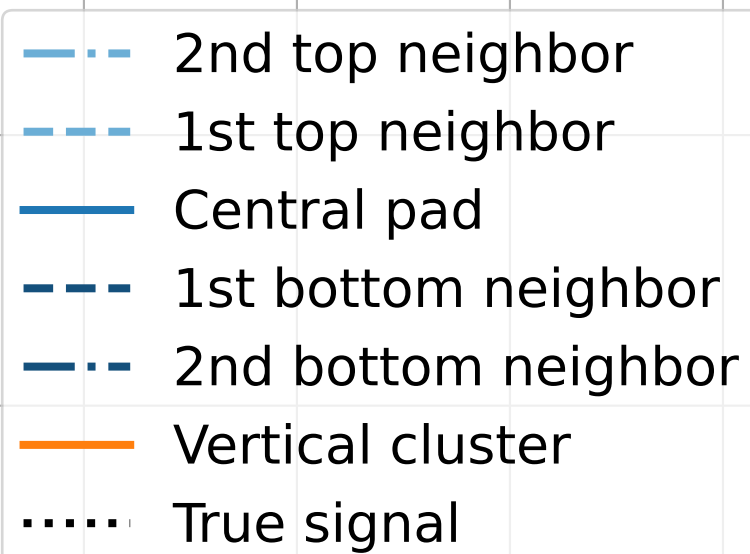 2nd top neighbor
1st top neighbor
Central pad
1st bottom neighbor
2nd bottom neighbor
Vertical cluster
True signal